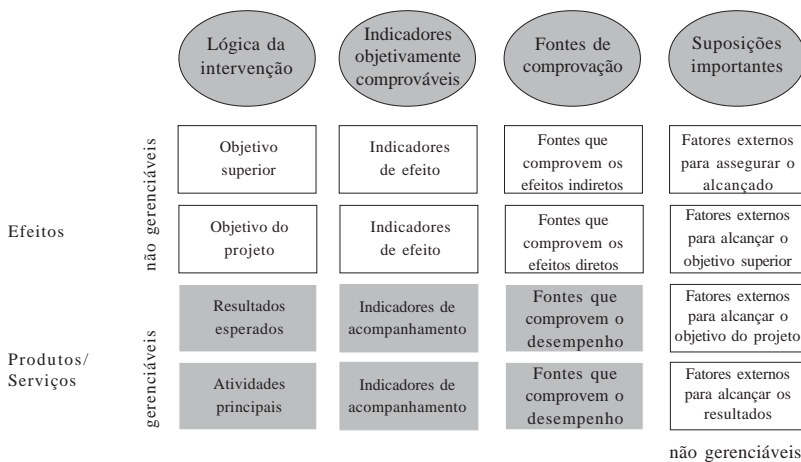 Lógica da
intervenção
Indicadores
objetivamente
comprováveis
Fontes de
comprovação
Suposições
importantes
Efeitos
não gerenciáveis
Objetivo
superior
Indicadores
de efeito
Fontes que
comprovem os
efeitos indiretos
Fatores externos
para assegurar o
alcançado
Objetivo do
projeto
Indicadores
de efeito
Fontes que
comprovem os
efeitos diretos
Fatores externos
para alcançar o
objetivo superior
Produtos/
Serviços
gerenciáveis
Resultados
esperados
Indicadores de
acompanhamento
Fontes que
comprovem o
desempenho
Fatores externos
para alcançar o
objetivo do projeto
Atividades
principais
Indicadores de
acompanhamento
Fontes que
comprovem o
desempenho
Fatores externos
para alcançar os
resultados
não gerenciáveis